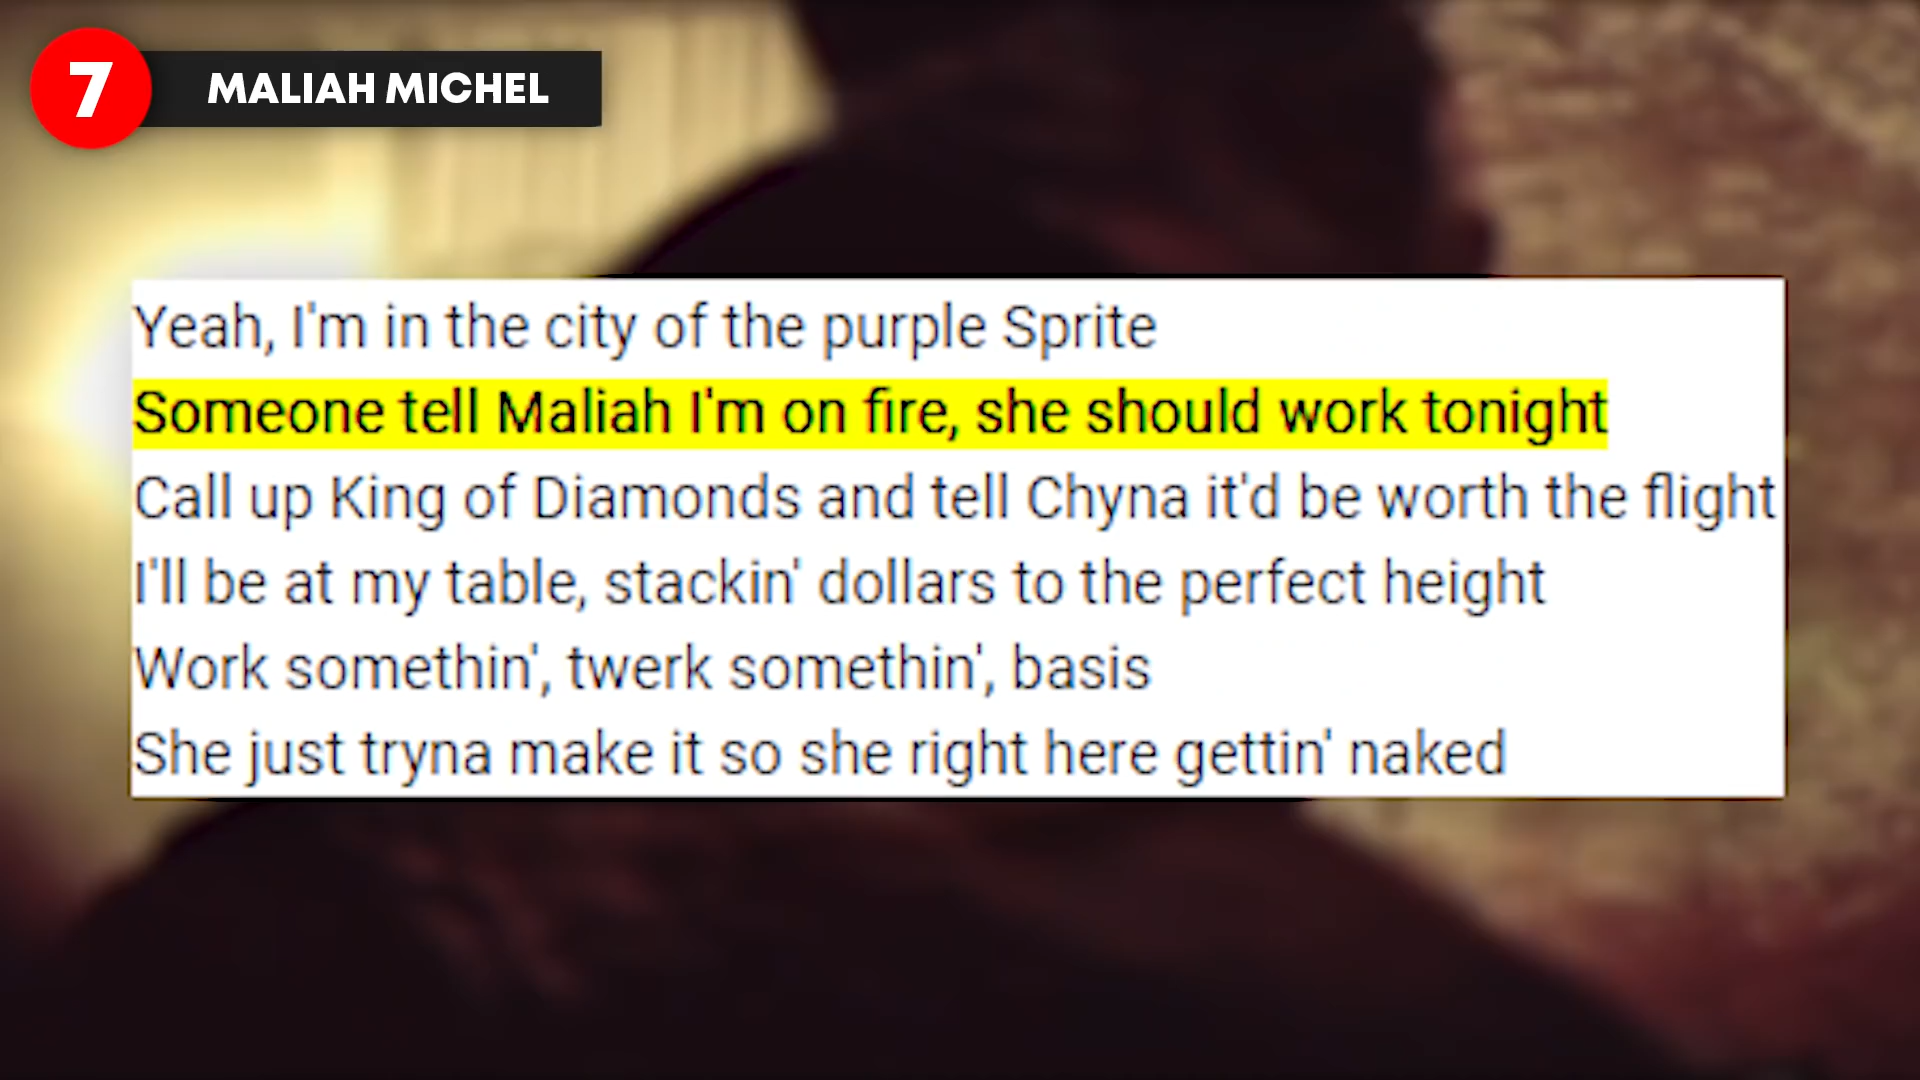 7
MALIAH MICHEL
Yeah, I'm in the city of the purple Sprite
Someone tell Maliah I'm on fire, she should work tonight
Call up King of Diamonds and tell Chyna it'd be worth the flight
I'll be at my table, stackin' dollars to the perfect height
Work somethin', twerk somethin', basis
She just tryna make it so she right here gettin' naked